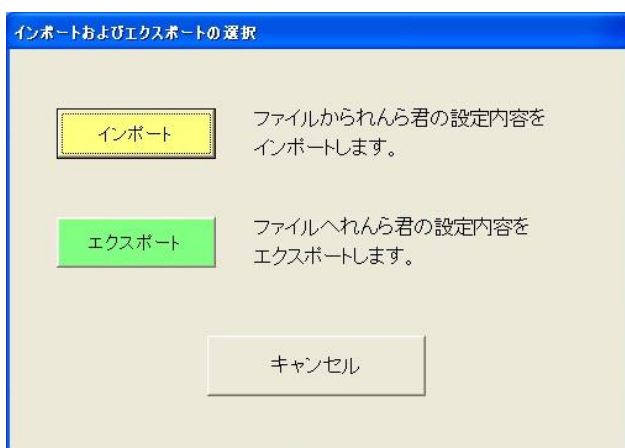 インポートおよびエクスポートの選択
インポート
ファイルかられんら君の設定内容を
インポートします。
エクスポート
ファイルへれんら君の設定内容を
エクスポートします。
キャンセル